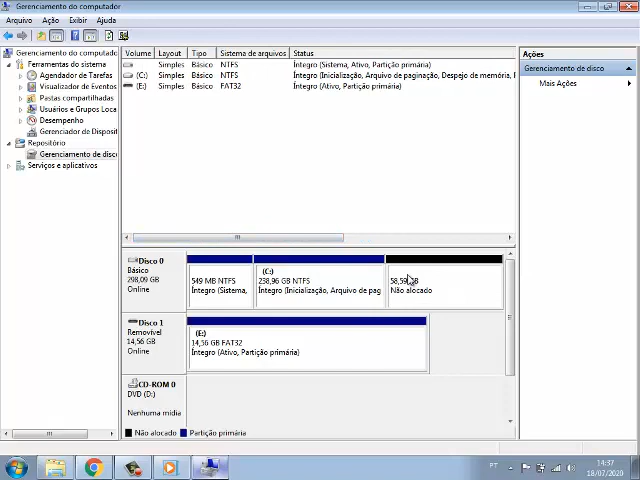 Gerenciamento do computador
Arquivo Ação Exibir Ajuda
Gerenciamento do computador
Ferramentas do sistema
Agendador de Tarefas
Visualizador de Eventos
Pastas compartilhadas
Usuários e Grupos Loca
Desempenho
Gerenciador de Disposit
Repositório
Gerenciamento de disco
Serviços e aplicativos
Volume Layout Tipo Sistema de arquivos Status
Simples Básico NTFS Íntegro (Sistema, Ativo, Partição primária)
(C:) Simples Básico NTFS Íntegro (Inicialização, Arquivo de paginação, Despejo de memória, F
(E:) Simples Básico FAT32 Íntegro (Ativo, Partição primária)
Ações
Gerenciamento de disco
Mais Ações
Disco 0
Básico
298,09 GB
Online
549 MB NTFS
Íntegro (Sistema,
(C:)
238,96 GB NTFS
Íntegro (Inicialização, Arquivo de pag
58,59 GB
Não alocado
Disco 1
Removível
14,56 GB
Online
(E:)
14,56 GB FAT32
Íntegro (Ativo, Partição primária)
CD-ROM 0
DVD (D:)
Nenhuma mídia
Não alocado Partição primária
PT
14:37
18/07/2020